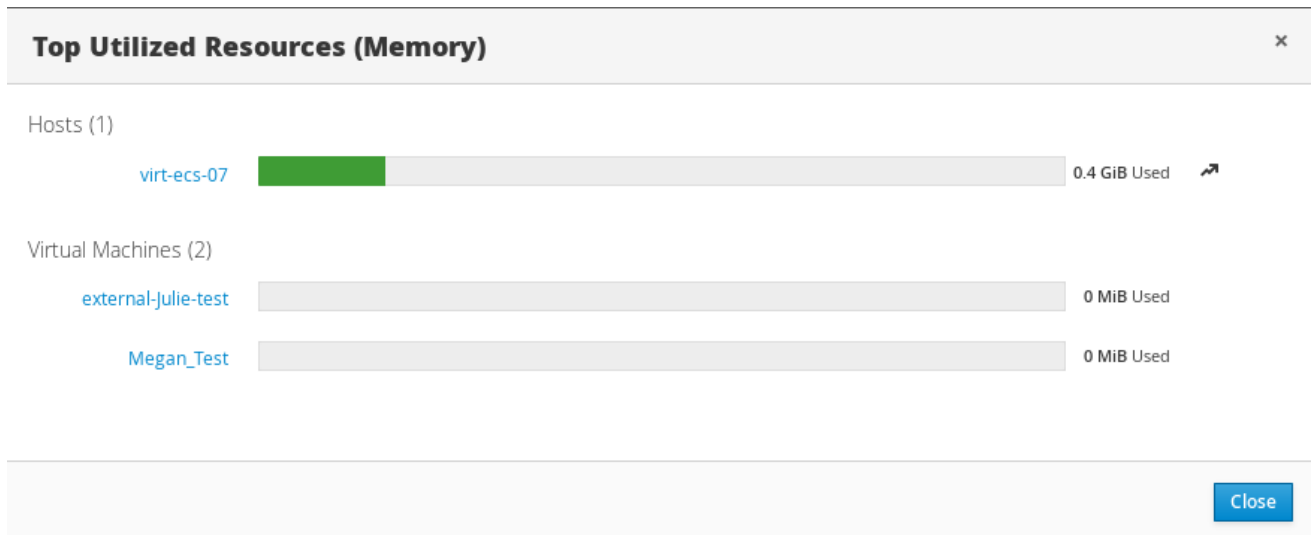 Top Utilized Resources (Memory)
×
Hosts (1)
virt-ecs-07 0.4 GiB Used
Virtual Machines (2)
external-Julie-test 0 MiB Used
Megan_Test 0 MiB Used
Close